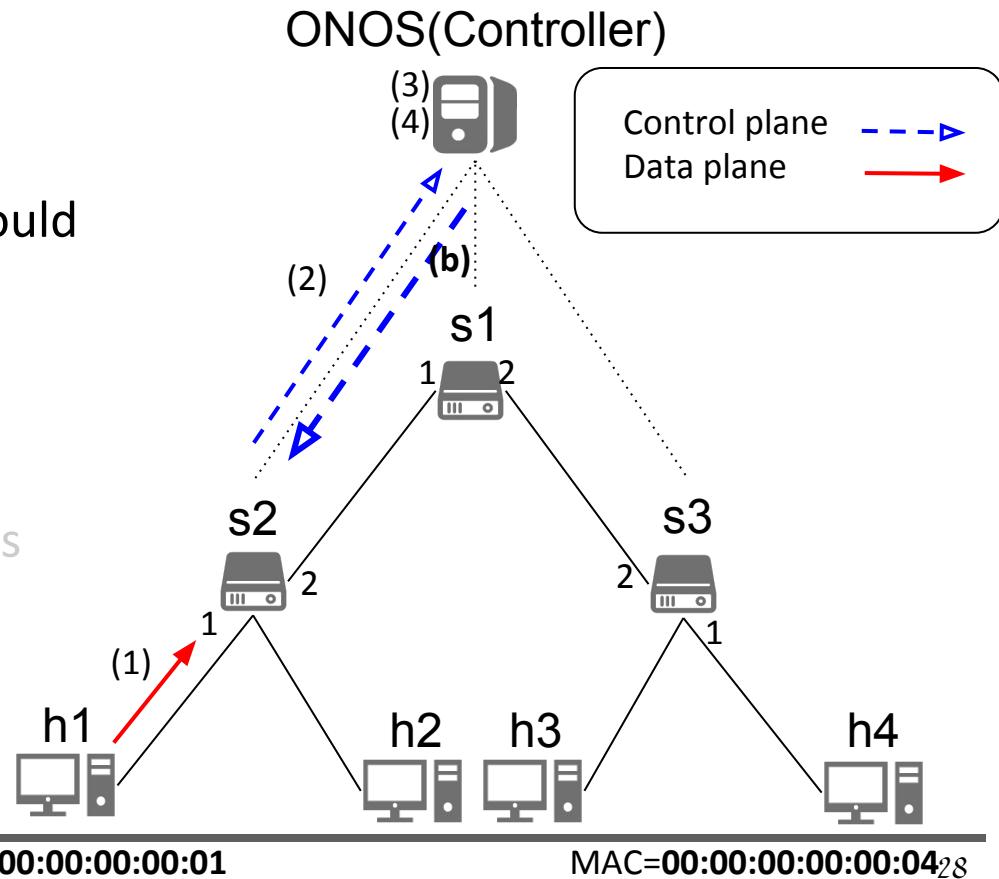 ONOS(Controller)
(3)
(4)
Control plane
Data plane
ould
(2)
(b)
s1
1
2
s2
s3
s
2
2
1
1
(1)
h1
h2
h3
h4
00:00:00:00:01
MAC=00:00:00:00:00:04
28